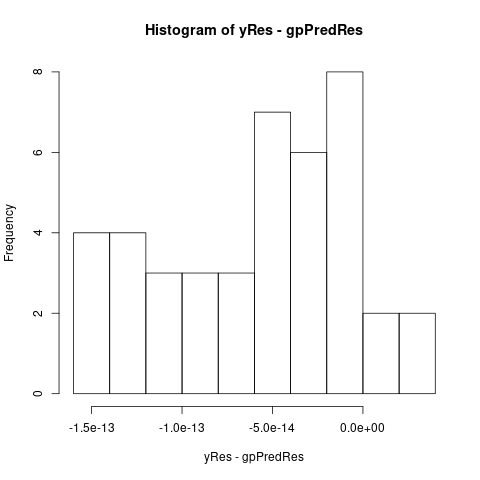 Histogram of yRes - gpPredRes
8
6
4
2
0
Frequency
-1.5e-13 -1.0e-13 -5.0e-14 0.0e+00
yRes - gpPredRes